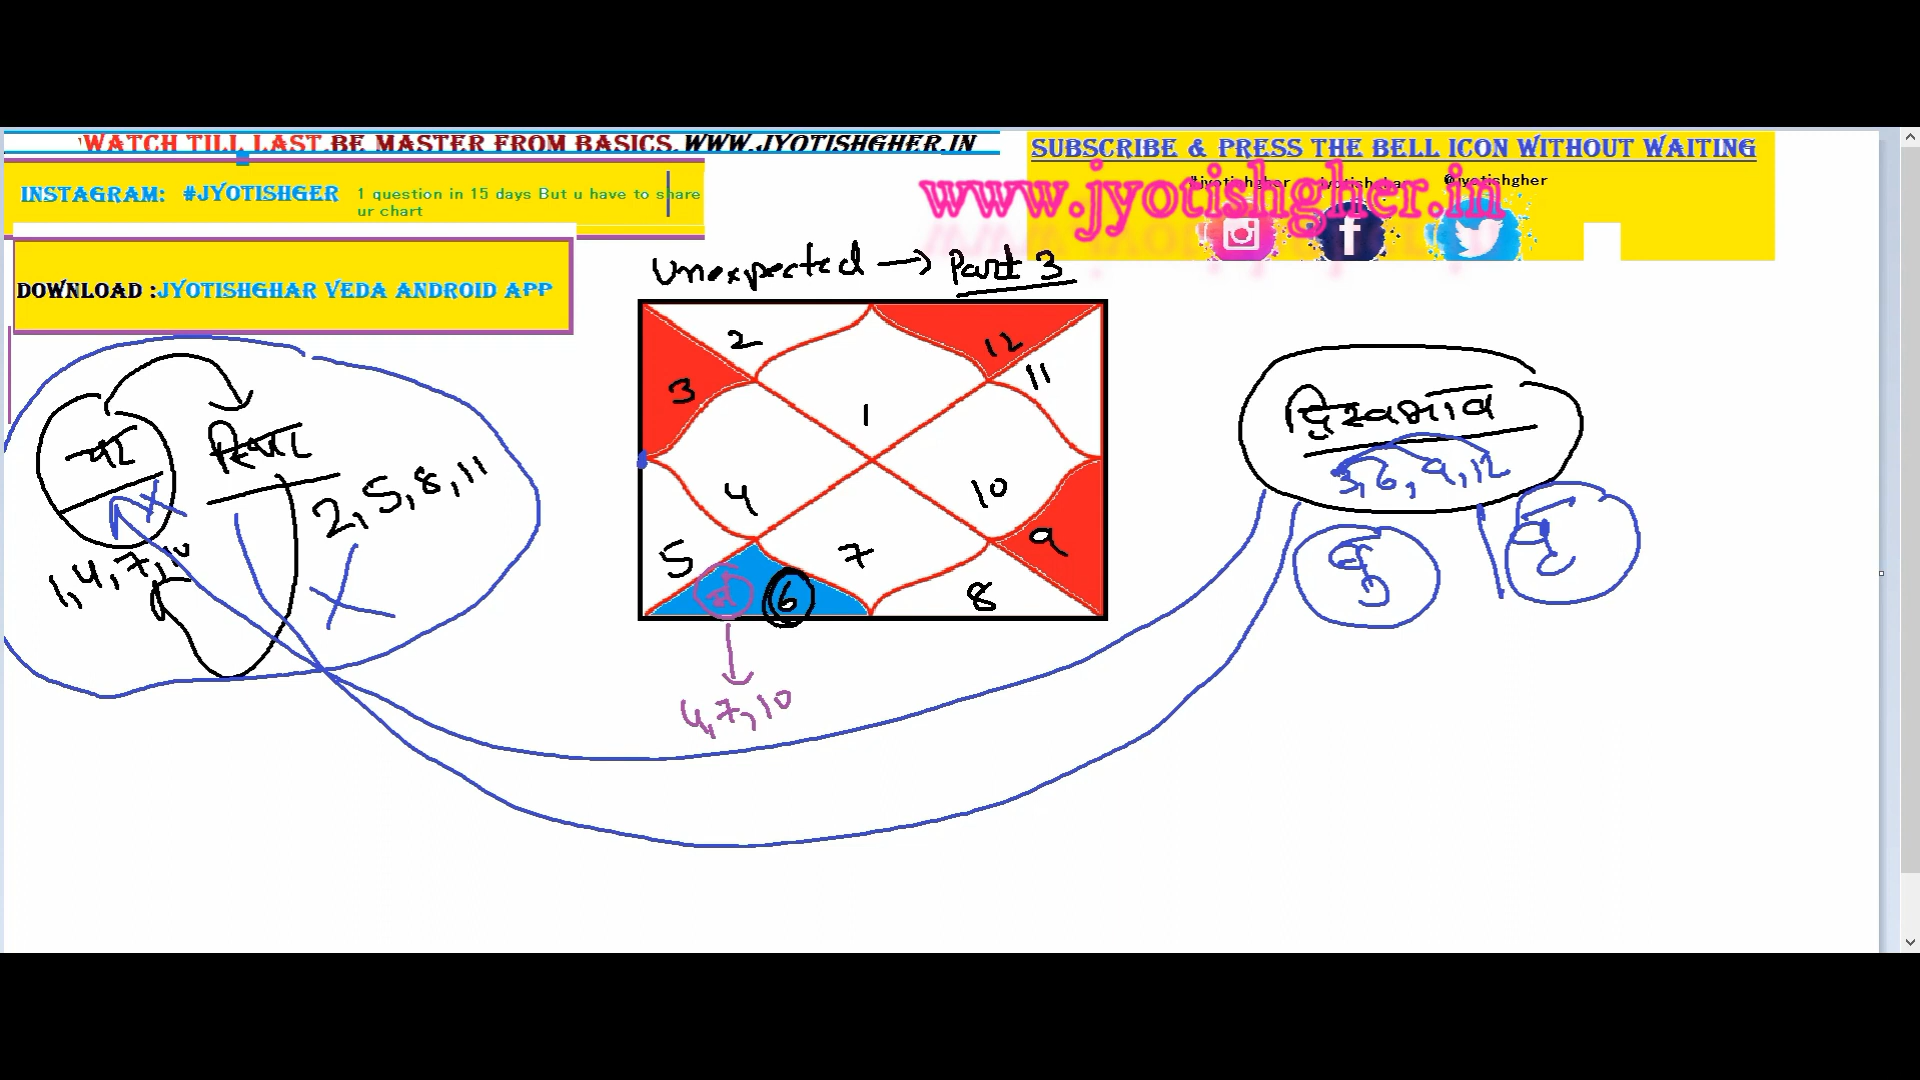 'WATCH TILL LAST.BE MASTER FROM BASICS.WWW.JYOTISHGHER.IN
SUBSCRIBE & PRESS THE BELL ICON WITHOUT WAITING
INSTAGRAM: #JYOTISHGER
1 question in 15 days But u have to share
ur chart
@jyotishgher
www.jyotishgher.in
DOWNLOAD :JYOTISHGHAR VEDA ANDROID APP
Unexpected → Part 3
2
12
3
11
1
4
10
5
7
9
मं
6
8
4,7,10
चर
स्थिर
1,4,7,10
2,5,8,11
द्विस्वभाव
3,6,9,12